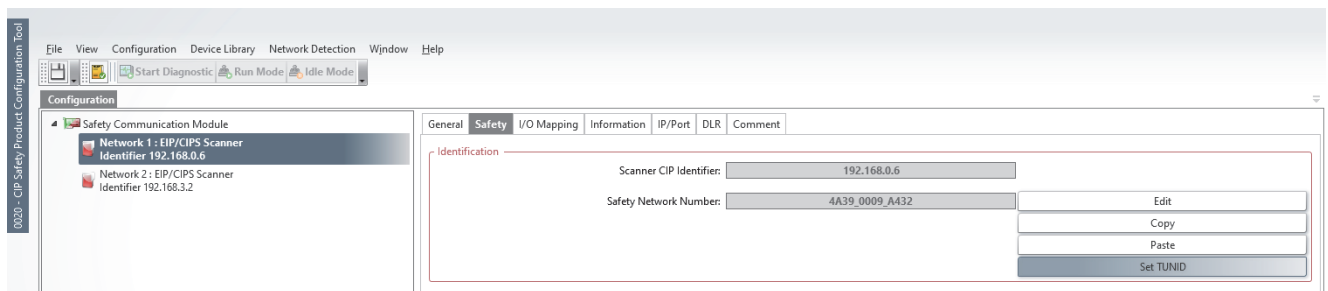 0020 - CIP Safety Product Configuration Tool
File View Configuration Device Library Network Detection Window Help
Start Diagnostic Run Mode Idle Mode
Configuration
Safety Communication Module
Network 1 : EIP/CIPS Scanner
Identifier 192.168.0.6
Network 2 : EIP/CIPS Scanner
Identifier 192.168.3.2
General Safety I/O Mapping Information IP/Port DLR Comment
Identification
Scanner CIP Identifier: 192.168.0.6
Safety Network Number: 4A39_0009_A432 Edit
Copy
Paste
Set TUNID